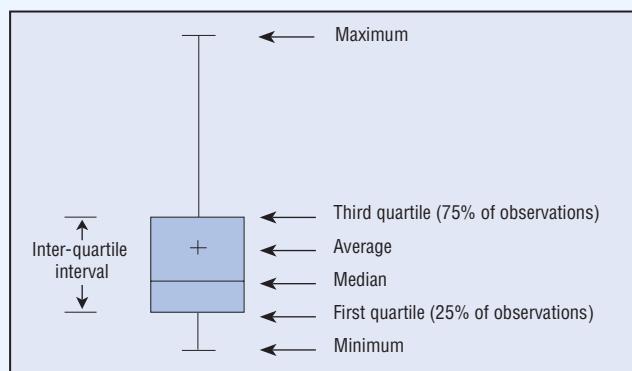 Maximum
Third quartile (75% of observations)
Inter-quartile
interval
Average
Median
First quartile (25% of observations)
Minimum